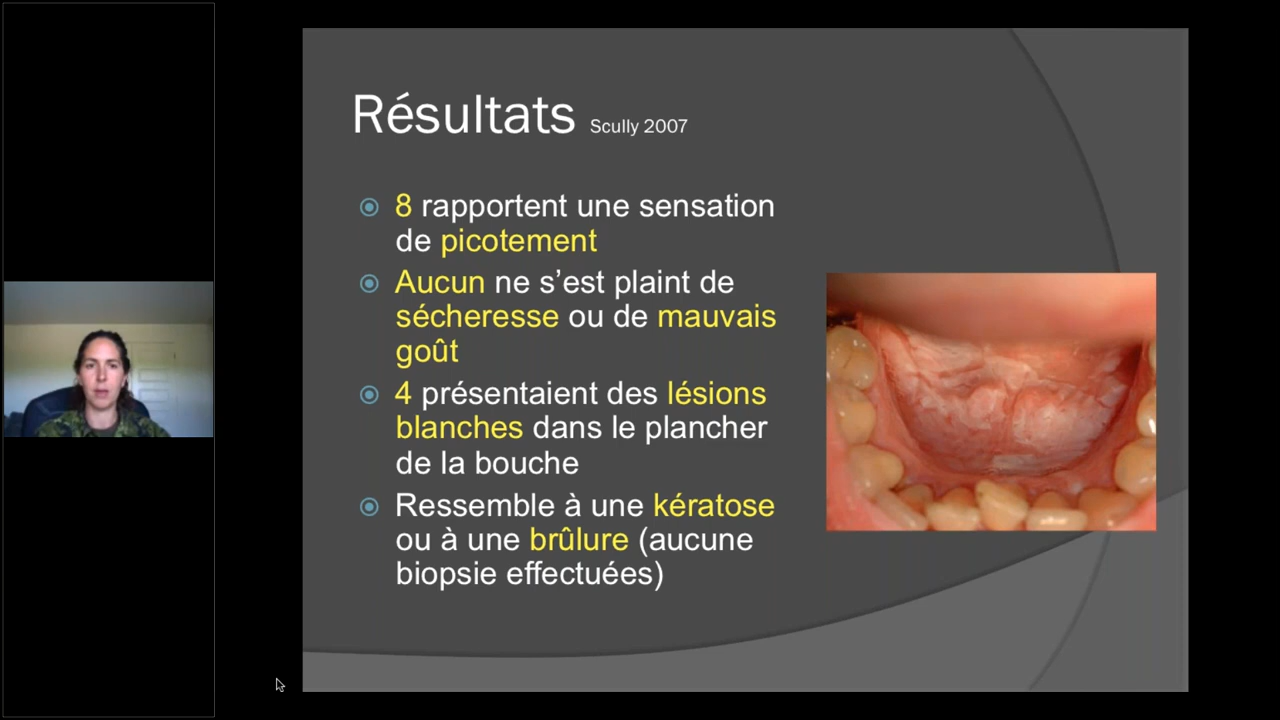 Résultats Scully 2007
8 rapportent une sensation
de picotement
Aucun ne s’est plaint de
sécheresse ou de mauvais
goût
4 présentaient des lésions
blanches dans le plancher
de la bouche
Ressemble à une kératose
ou à une brûlure (aucune
biopsie effectuées)